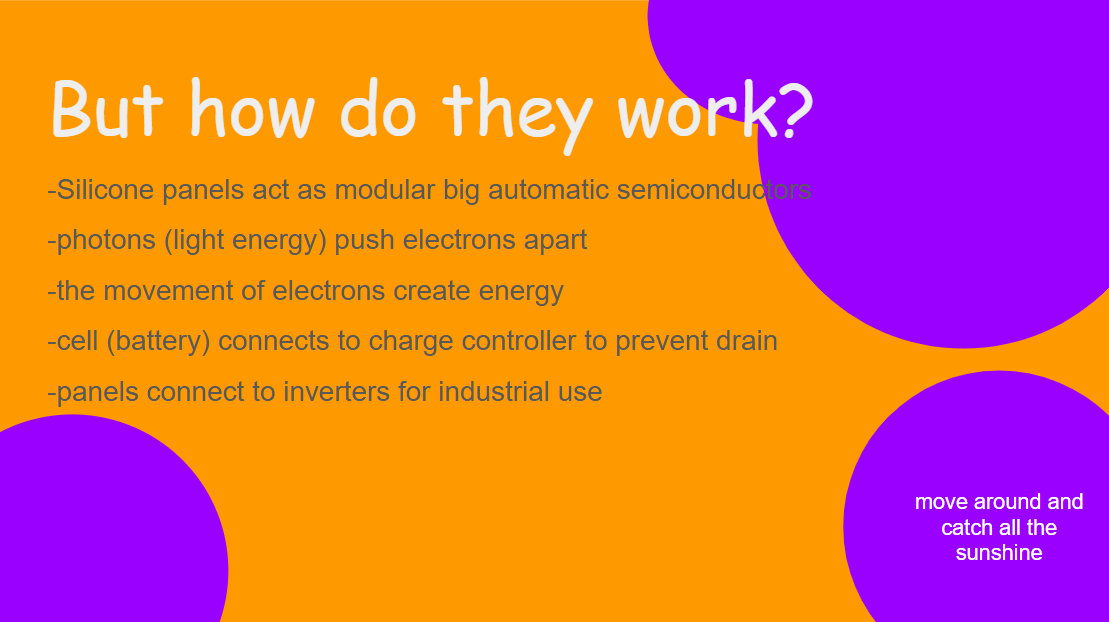 But how do they work?
-Silicone panels act as modular big automatic semiconductors
-photons (light energy) push electrons apart
-the movement of electrons create energy
-cell (battery) connects to charge controller to prevent drain
-panels connect to inverters for industrial use
move around and
catch all the
sunshine